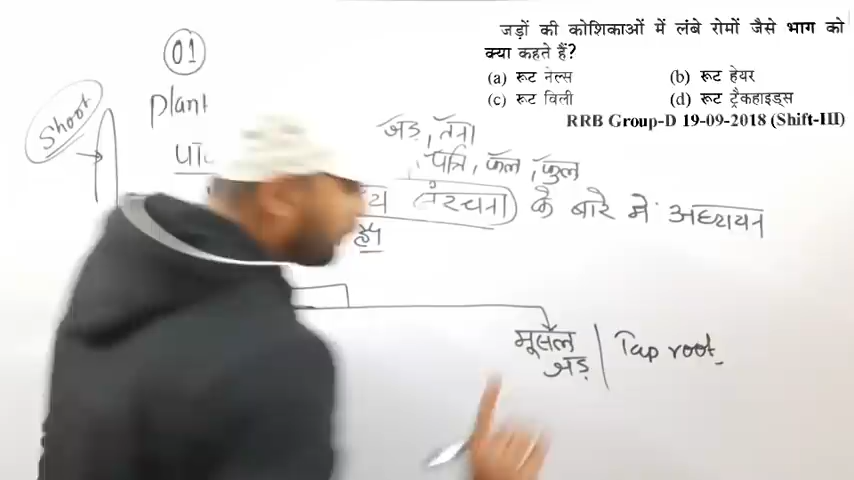 जड़ों की कोशिकाओं में लंबे रोमों जैसे भाग को
क्या कहते हैं?
(a) रूट नेल्स (b) रूट हेयर
(c) रूट विली (d) रूट ट्रैकहाइड्स
RRB Group-D 19-09-2018 (Shift-III)
01
Shoot
Plant
जड़, तना
, पत्ति, फल, फुल
संरचना के बारे में अध्ययन
है
मूसल जड़ | Tap root